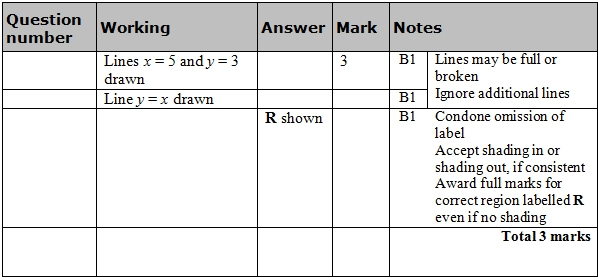 Question number Working Answer Mark Notes
Lines x = 5 and y = 3 drawn 3 B1 Lines may be full or broken
Ignore additional lines
Line y = x drawn B1
R shown B1 Condone omission of label
Accept shading in or shading out, if consistent
Award full marks for correct region labelled R even if no shading
Total 3 marks